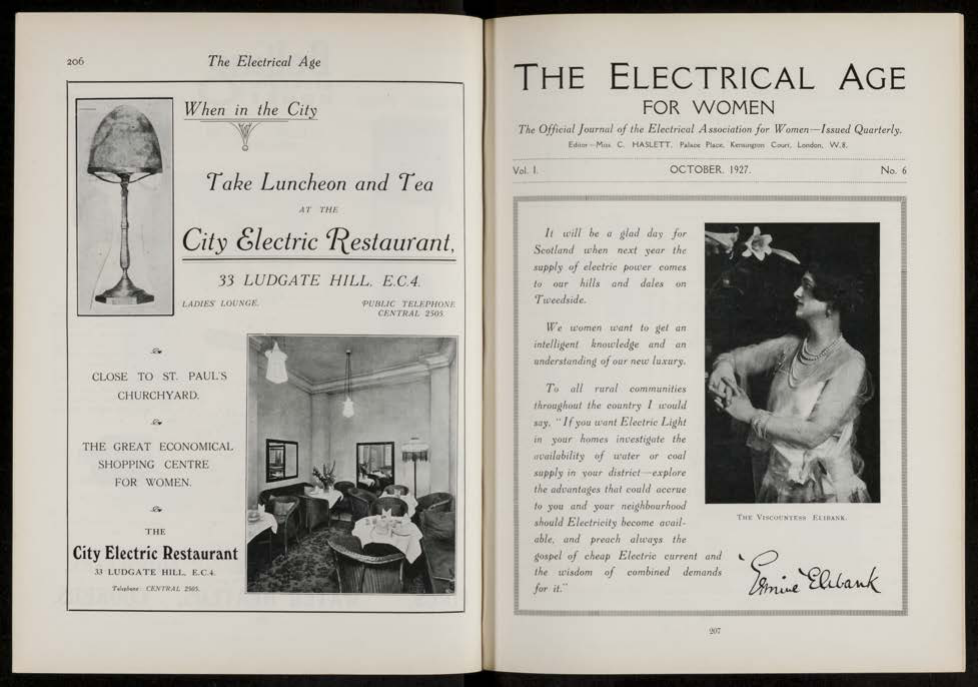 206
The Electrical Age
When in the City
Take Luncheon and Tea
AT THE
City Electric Restaurant,
33 LUDGATE HILL. E.C.4.
LADIES LOUNGE.
PUBLIC TELEPHONE
CENTRAL 2505.
CLOSE TO ST. PAUL'S
CHURCHYARD.
THE GREAT ECONOMICAL
SHOPPING CENTRE
FOR WOMEN.
THE
City Electric Restaurant
33 LUDGATE HILL, E.C.4.
Telephone: CENTRAL 2505.
THE ELECTRICAL AGE
FOR WOMEN
The Official Journal of the Electrical Association for Women—Issued Quarterly.
Editor—Miss C. HASLETT, Palace Place, Kensington Court, London, W.8.
Vol. I.
OCTOBER, 1927.
No. 6
It will be a glad day for
Scotland when next year the
supply of electric power comes
to our hills and dales on
Tweedside.
We women want to get an
intelligent knowledge and an
understanding of our new luxury.
To all rural communities
throughout the country I would
say, "If you want Electric Light
in your homes investigate the
availability of water or coal
supply in your district—explore
the advantages that could accrue
to you and your neighbourhood
should Electricity become avail-
able, and preach always the
gospel of cheap Electric current and
the wisdom of combined demands
for it."
THE VISCOUNTESS ELIBANK.
Ermine Elibank
207